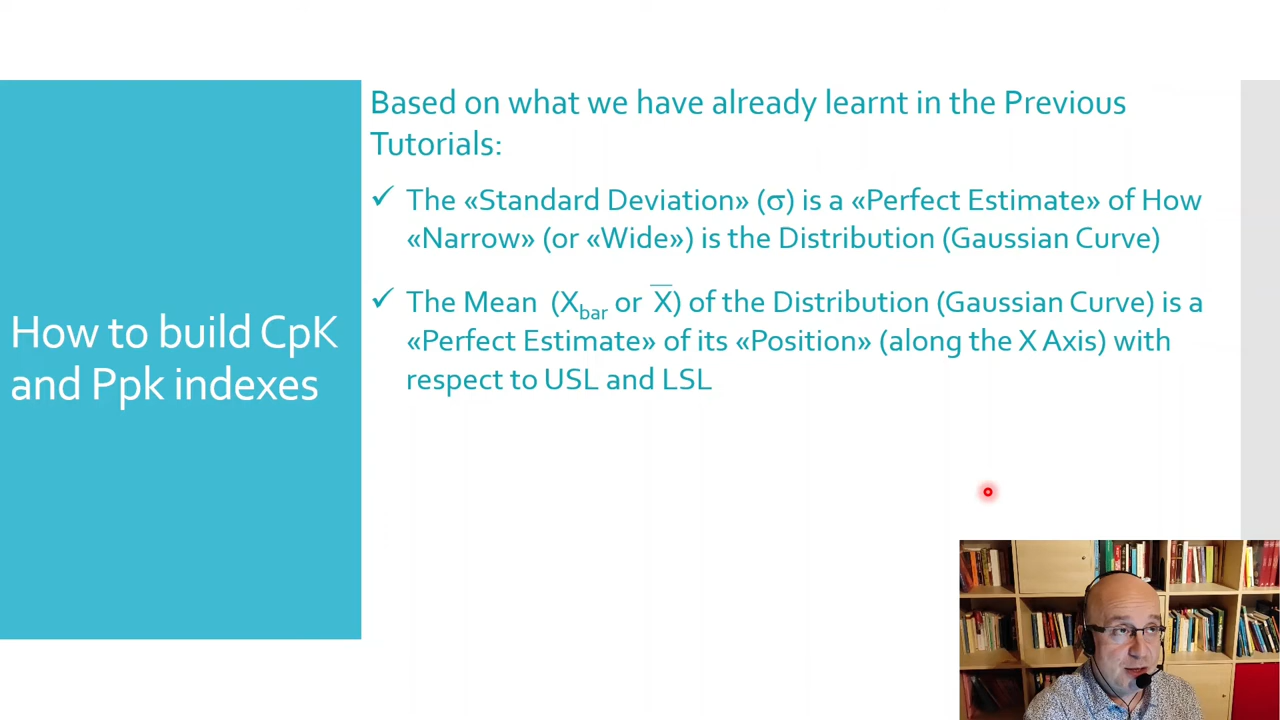 How to build CpK
and Ppk indexes
Based on what we have already learnt in the Previous
Tutorials:
✓ The «Standard Deviation» (σ) is a «Perfect Estimate» of How
«Narrow» (or «Wide») is the Distribution (Gaussian Curve)
✓ The Mean (Xbar or X̅) of the Distribution (Gaussian Curve) is a
«Perfect Estimate» of its «Position» (along the X Axis) with
respect to USL and LSL